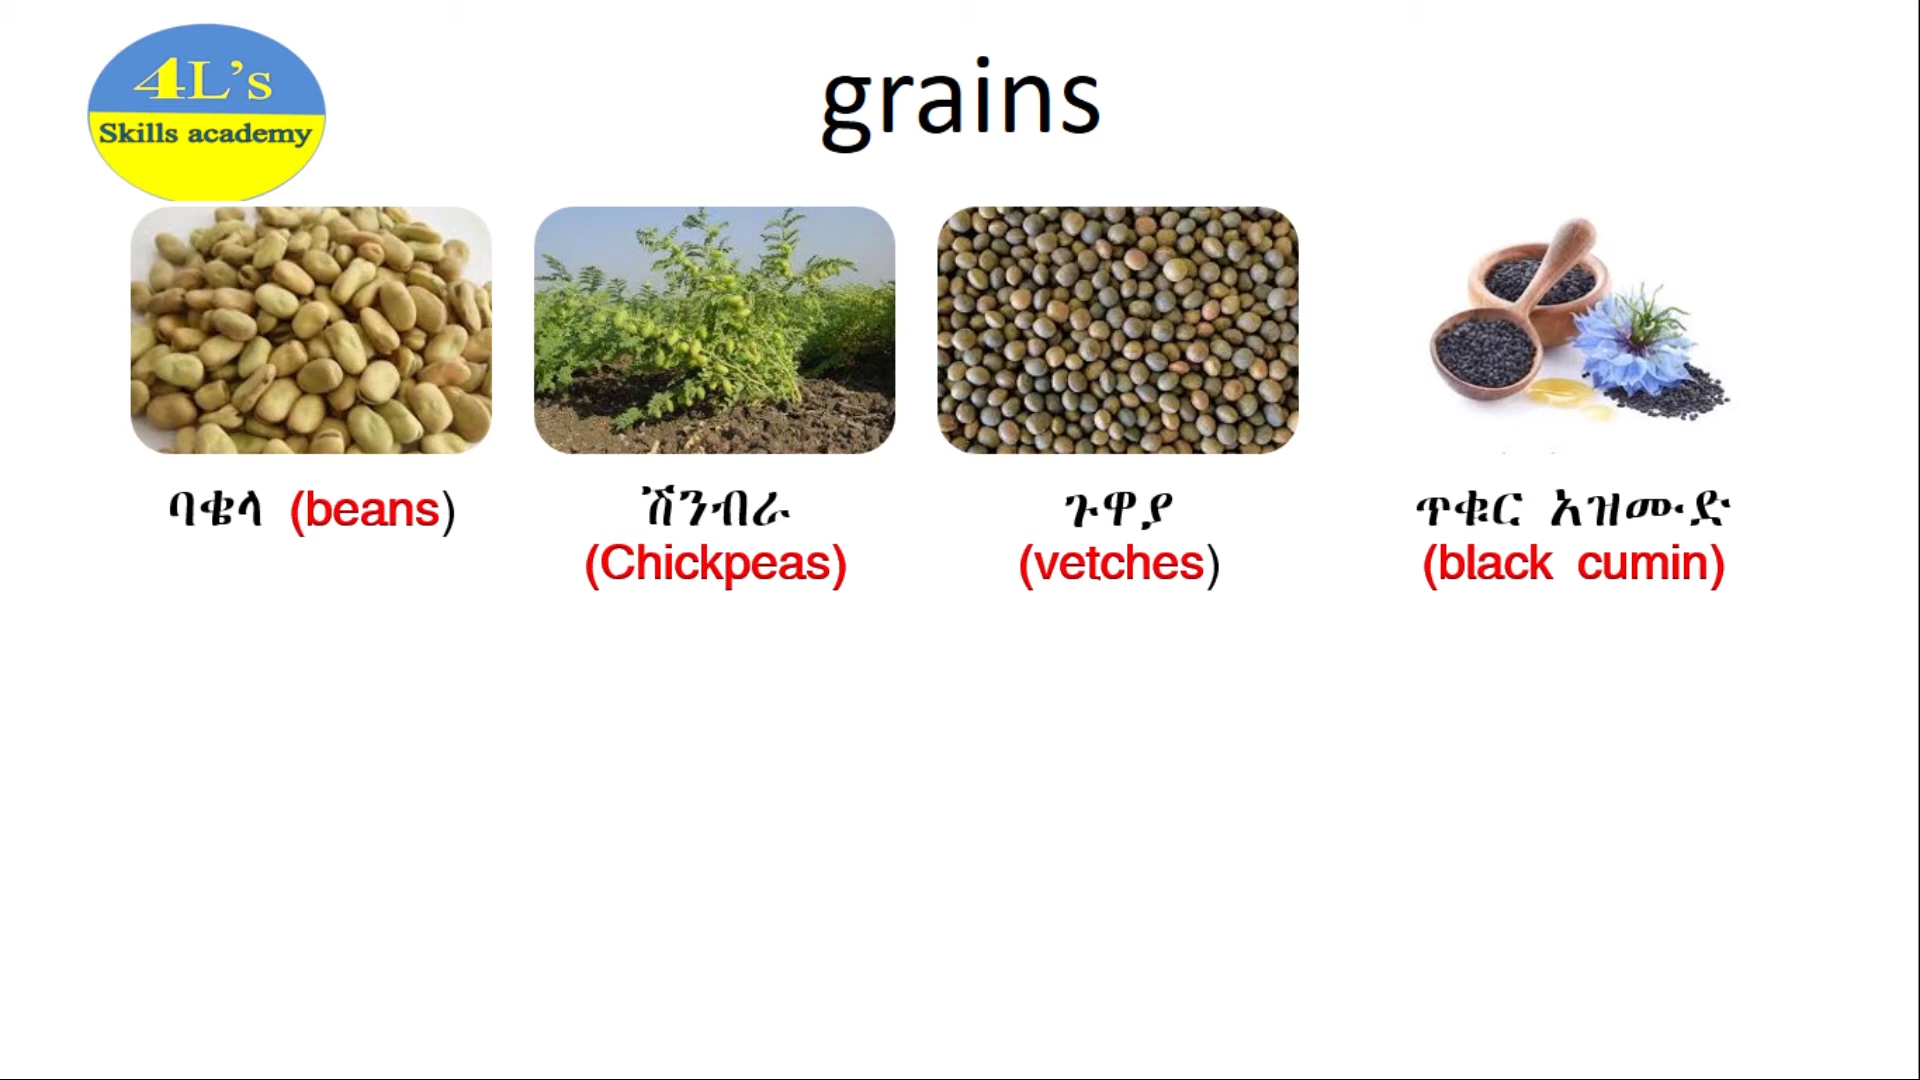 4L’s
Skills academy
grains
ባቄላ (beans)
ሽንብራ
(Chickpeas)
ጉዋያ
(vetches)
ጥቁር አዝሙድ
(black cumin)